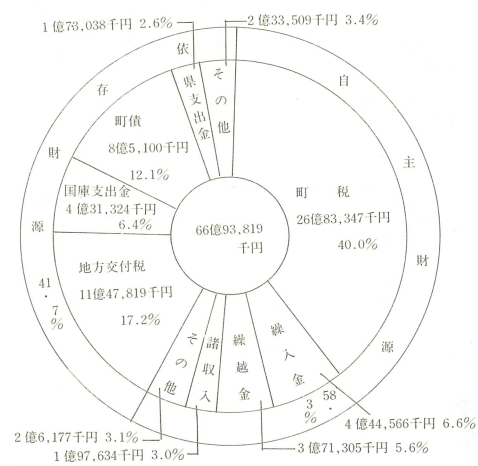 1億73,038千円 2.6%
2億33,509千円 3.4%
依存財源
41.7%
自主財源
58.3%
県支出金
その他
町債
8億5,100千円
12.1%
国庫支出金
4億31,324千円
6.4%
地方交付税
11億47,819千円
17.2%
66億93,819
千円
町税
26億83,347千円
40.0%
その他
諸収入
繰越金
繰入金
4億44,566千円 6.6%
3億71,305千円 5.6%
2億6,177千円 3.1%
1億97,634千円 3.0%